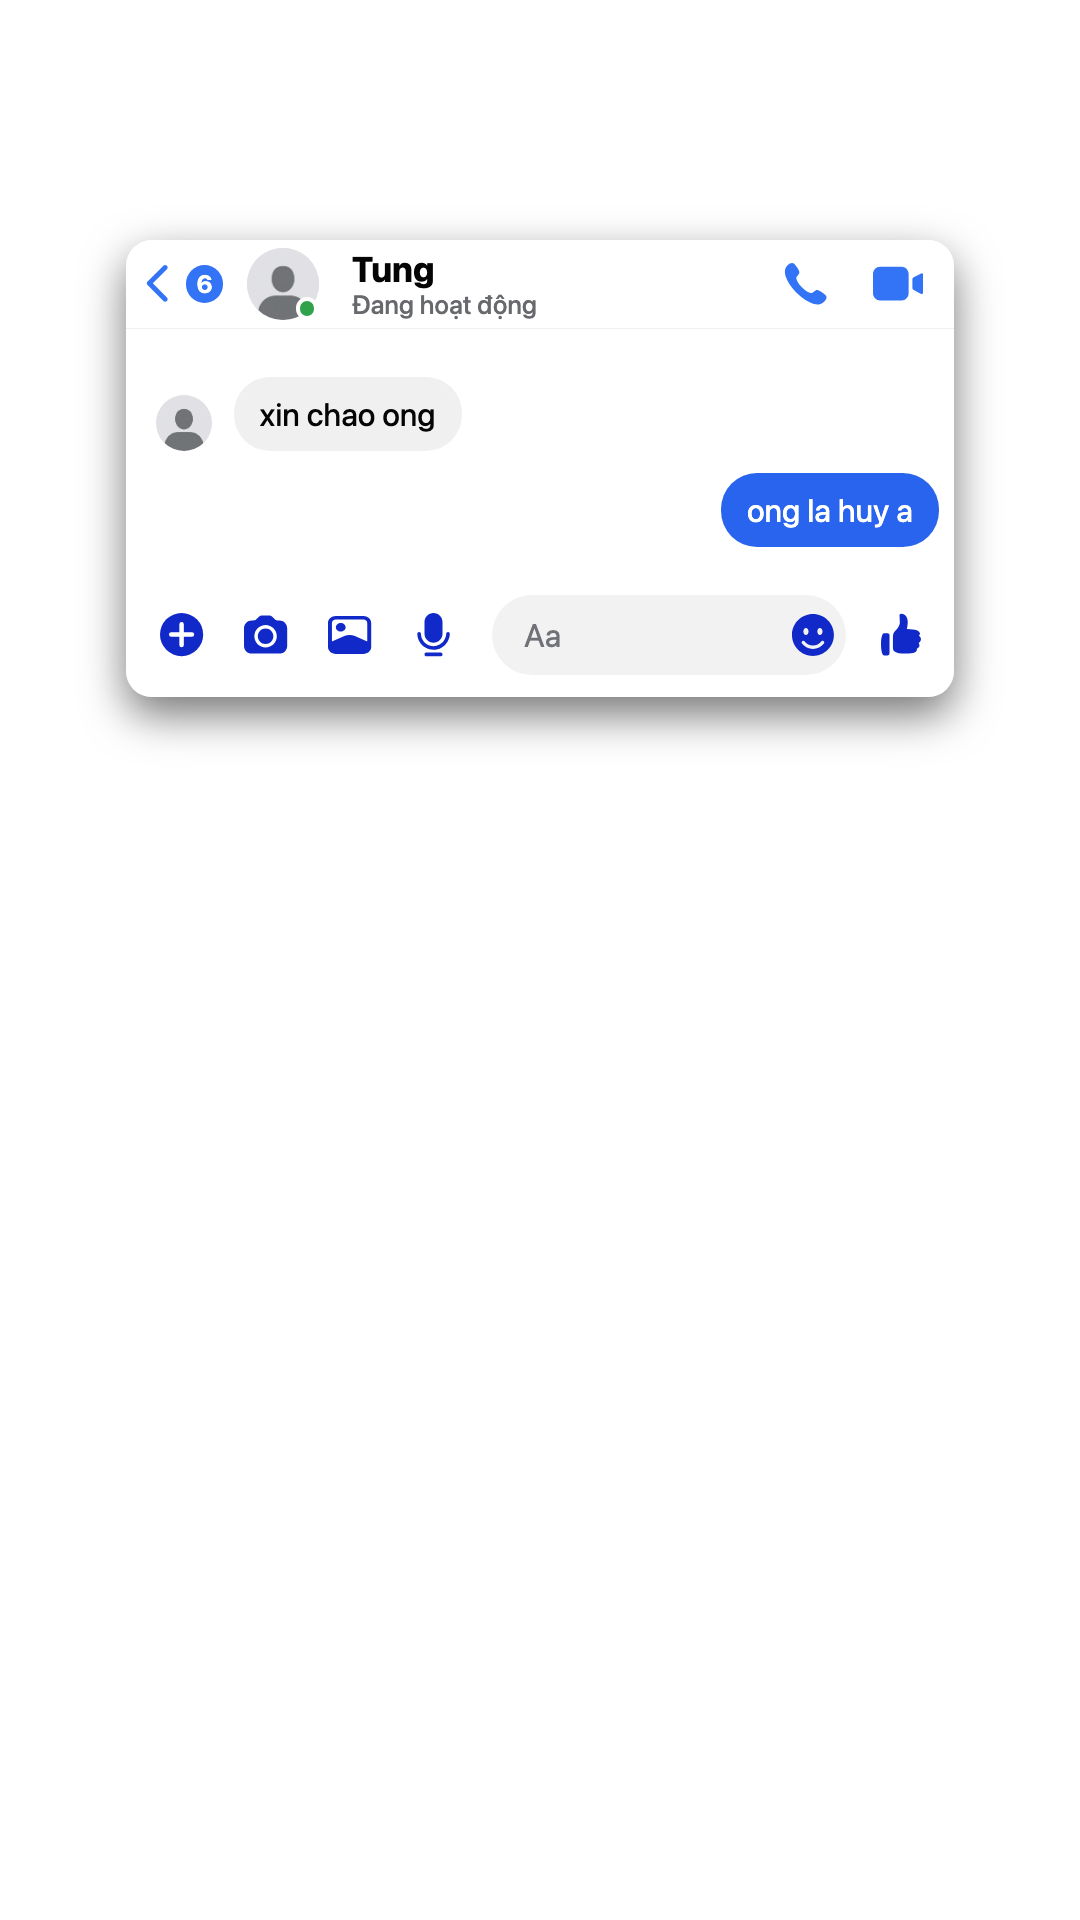 6
Tung
Đang hoạt động
xin chao ong
ong la huy a
Aa